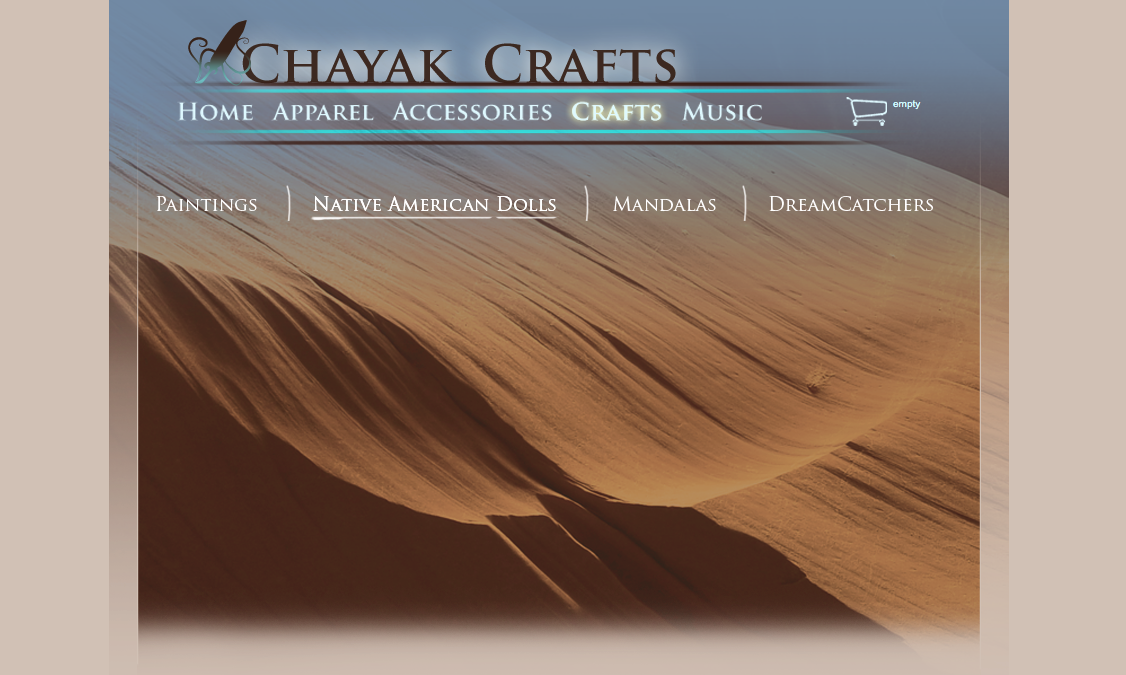 Chayak Crafts
Home Apparel Accessories Crafts Music empty
Paintings Native American Dolls Mandalas DreamCatchers